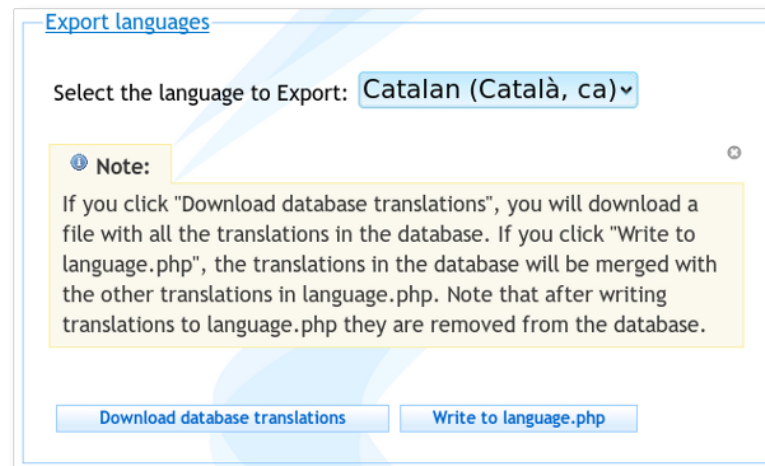 Export languages
Select the language to Export: Catalan (Català, ca)
Note:
If you click "Download database translations", you will download a
file with all the translations in the database. If you click "Write to
language.php", the translations in the database will be merged with
the other translations in language.php. Note that after writing
translations to language.php they are removed from the database.
Download database translations Write to language.php